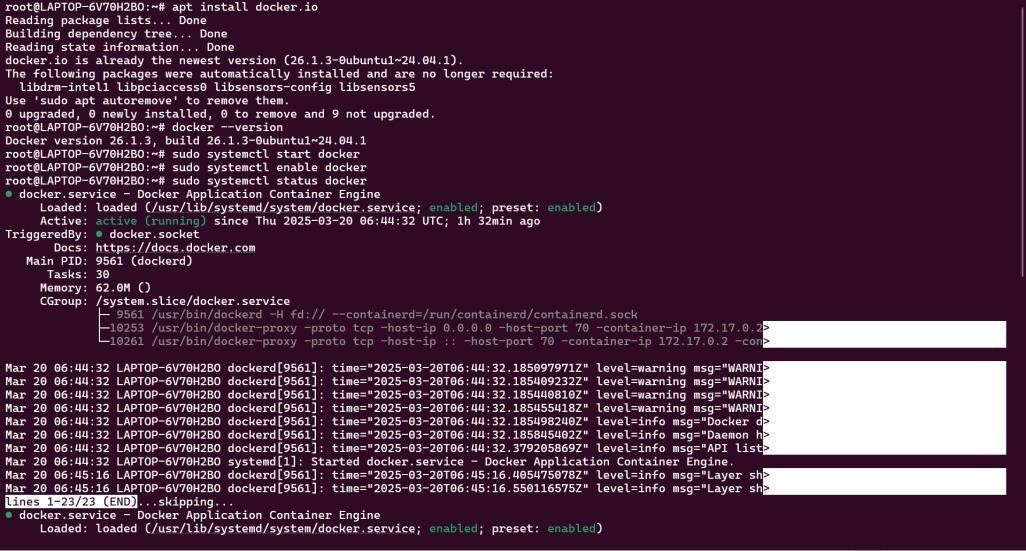 root@LAPTOP-6V70H2BO:~# apt install docker.io
Reading package lists... Done
Building dependency tree... Done
Reading state information... Done
docker.io is already the newest version (26.1.3-0ubuntu1~24.04.1).
The following packages were automatically installed and are no longer required:
  libdrm-intel1 libpciaccess0 libsensors-config libsensors5
Use 'sudo apt autoremove' to remove them.
0 upgraded, 0 newly installed, 0 to remove and 9 not upgraded.
root@LAPTOP-6V70H2BO:~# docker --version
Docker version 26.1.3, build 26.1.3-0ubuntu1~24.04.1
root@LAPTOP-6V70H2BO:~# sudo systemctl start docker
root@LAPTOP-6V70H2BO:~# sudo systemctl enable docker
root@LAPTOP-6V70H2BO:~# sudo systemctl status docker
● docker.service - Docker Application Container Engine
     Loaded: loaded (/usr/lib/systemd/system/docker.service; enabled; preset: enabled)
     Active: active (running) since Thu 2025-03-20 06:44:32 UTC; 1h 32min ago
TriggeredBy: ● docker.socket
       Docs: https://docs.docker.com
   Main PID: 9561 (dockerd)
      Tasks: 30
     Memory: 62.0M ()
     CGroup: /system.slice/docker.service
             ├─ 9561 /usr/bin/dockerd -H fd:// --containerd=/run/containerd/containerd.sock
             ├─10253 /usr/bin/docker-proxy -proto tcp -host-ip 0.0.0.0 -host-port 70 -container-ip 172.17.0.2>
             └─10261 /usr/bin/docker-proxy -proto tcp -host-ip :: -host-port 70 -container-ip 172.17.0.2 -con>
Mar 20 06:44:32 LAPTOP-6V70H2BO dockerd[9561]: time="2025-03-20T06:44:32.185097971Z" level=warning msg="WARNI>
Mar 20 06:44:32 LAPTOP-6V70H2BO dockerd[9561]: time="2025-03-20T06:44:32.185409232Z" level=warning msg="WARNI>
Mar 20 06:44:32 LAPTOP-6V70H2BO dockerd[9561]: time="2025-03-20T06:44:32.185440810Z" level=warning msg="WARNI>
Mar 20 06:44:32 LAPTOP-6V70H2BO dockerd[9561]: time="2025-03-20T06:44:32.185455418Z" level=warning msg="WARNI>
Mar 20 06:44:32 LAPTOP-6V70H2BO dockerd[9561]: time="2025-03-20T06:44:32.185498240Z" level=info msg="Docker d>
Mar 20 06:44:32 LAPTOP-6V70H2BO dockerd[9561]: time="2025-03-20T06:44:32.185845402Z" level=info msg="Daemon h>
Mar 20 06:44:32 LAPTOP-6V70H2BO dockerd[9561]: time="2025-03-20T06:44:32.379205869Z" level=info msg="API list>
Mar 20 06:44:32 LAPTOP-6V70H2BO systemd[1]: Started docker.service - Docker Application Container Engine.
Mar 20 06:45:16 LAPTOP-6V70H2BO dockerd[9561]: time="2025-03-20T06:45:16.405475078Z" level=info msg="Layer sh>
Mar 20 06:45:16 LAPTOP-6V70H2BO dockerd[9561]: time="2025-03-20T06:45:16.550116575Z" level=info msg="Layer sh>
lines 1-23/23 (END)...skipping...
● docker.service - Docker Application Container Engine
     Loaded: loaded (/usr/lib/systemd/system/docker.service; enabled; preset: enabled)